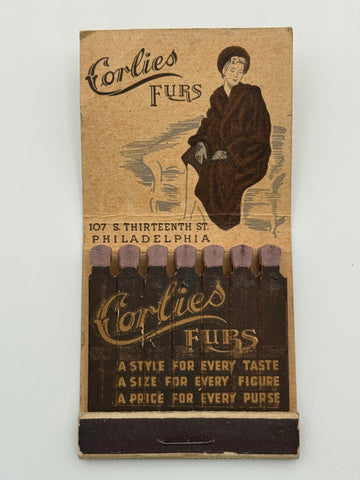 Corlies
FURS
107 S. THIRTEENTH ST.
PHILADELPHIA
Corlies
FURS
A STYLE FOR EVERY TASTE
A SIZE FOR EVERY FIGURE
A PRICE FOR EVERY PURSE